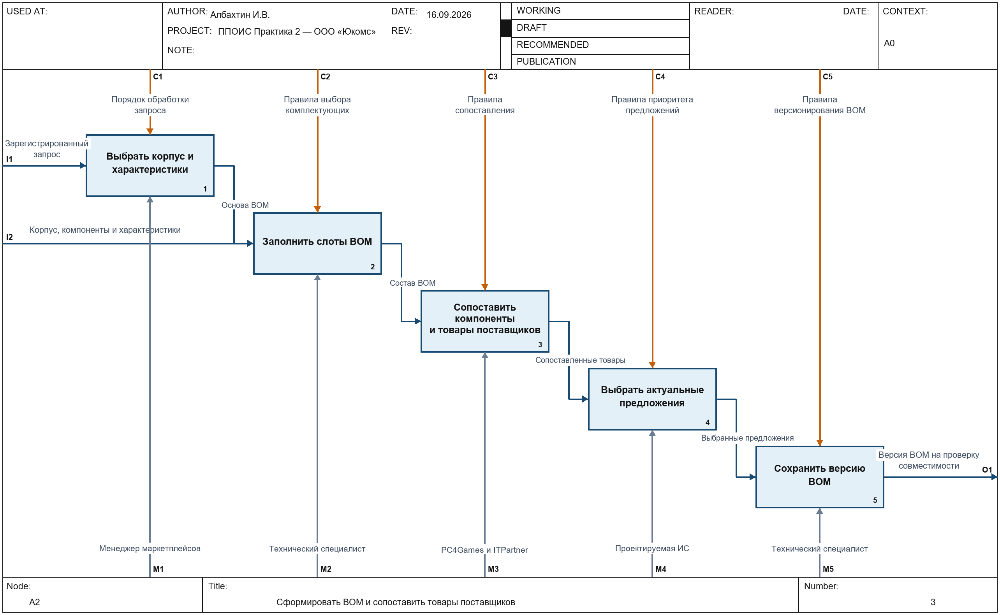 USED AT:
AUTHOR: Албахтин И.В.
DATE: 16.09.2026
PROJECT: ППОИС Практика 2 — ООО «Юкомс»
REV:
NOTE:
WORKING
DRAFT
RECOMMENDED
PUBLICATION
READER:
DATE:
CONTEXT:
A0
C1
C2
C3
C4
C5
Порядок обработки
запроса
Правила выбора
комплектующих
Правила
сопоставления
Правила приоритета
предложений
Правила
версионирования BOM
Зарегистрированный
запрос
I1
Выбрать корпус и
характеристики
1
Основа BOM
Корпус, компоненты и характеристики
I2
Заполнить слоты BOM
2
Состав BOM
Сопоставить
компоненты
и товары поставщиков
3
Сопоставленные товары
Выбрать актуальные
предложения
4
Выбранные предложения
Сохранить версию
BOM
5
Версия BOM на проверку
совместимости
O1
Менеджер маркетплейсов
Технический специалист
PC4Games и ITPartner
Проектируемая ИС
Технический специалист
M1
M2
M3
M4
M5
Node:
A2
Title:
Сформировать BOM и сопоставить товары поставщиков
Number:
3